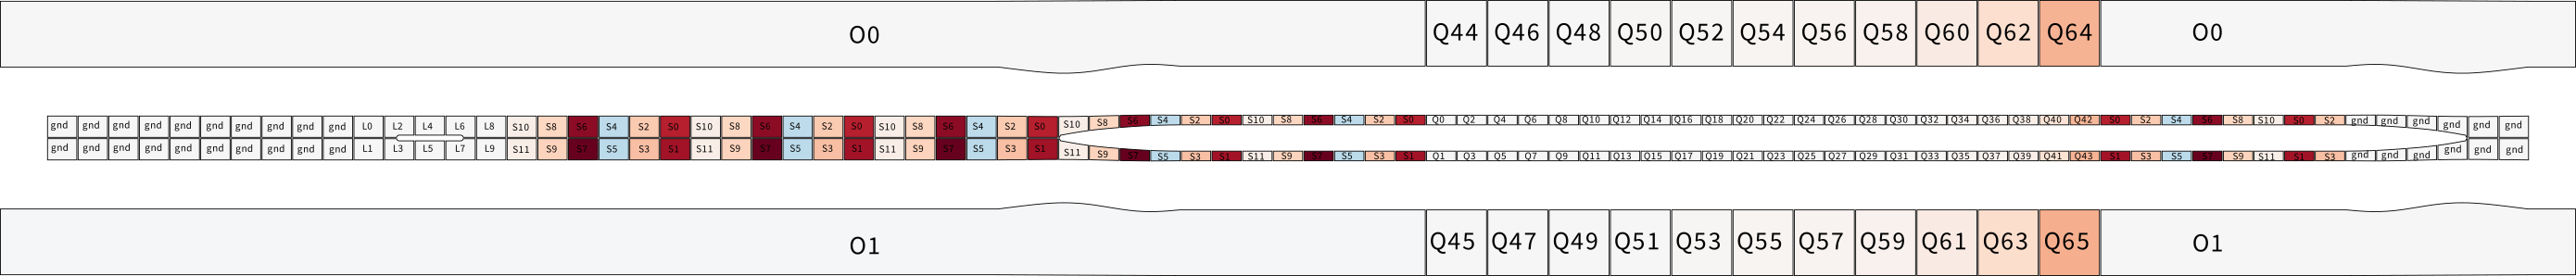 O0 Q44 Q46 Q48 Q50 Q52 Q54 Q56 Q58 Q60 Q62 Q64 O0
gnd gnd gnd gnd gnd gnd gnd gnd gnd gnd L0 L2 L4 L6 L8 S10 S8 S6 S4 S2 S0 S10 S8 S6 S4 S2 S0 S10 S8 S6 S4 S2 S0 S10 S8 S6 S4 S2 S0 S10 S8 S6 S4 S2 S0 Q0 Q2 Q4 Q6 Q8 Q10 Q12 Q14 Q16 Q18 Q20 Q22 Q24 Q26 Q28 Q30 Q32 Q34 Q36 Q38 Q40 Q42 S0 S2 S4 S6 S8 S10 S0 S2 gnd gnd gnd gnd gnd gnd
gnd gnd gnd gnd gnd gnd gnd gnd gnd gnd L1 L3 L5 L7 L9 S11 S9 S7 S5 S3 S1 S11 S9 S7 S5 S3 S1 S11 S9 S7 S5 S3 S1 S11 S9 S7 S5 S3 S1 S11 S9 S7 S5 S3 S1 Q1 Q3 Q5 Q7 Q9 Q11 Q13 Q15 Q17 Q19 Q21 Q23 Q25 Q27 Q29 Q31 Q33 Q35 Q37 Q39 Q41 Q43 S1 S3 S5 S7 S9 S11 S1 S3 gnd gnd gnd gnd gnd gnd
O1 Q45 Q47 Q49 Q51 Q53 Q55 Q57 Q59 Q61 Q63 Q65 O1